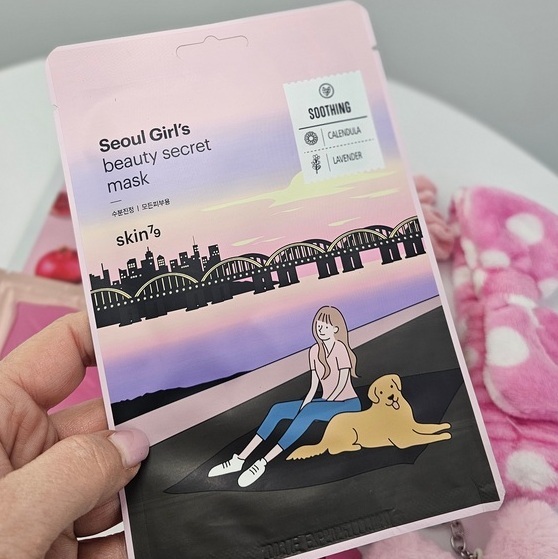 Seoul Girl's
beauty secret
mask
수분진정 | 모든피부용
skin79
SOOTHING
CALENDULA
LAVENDER